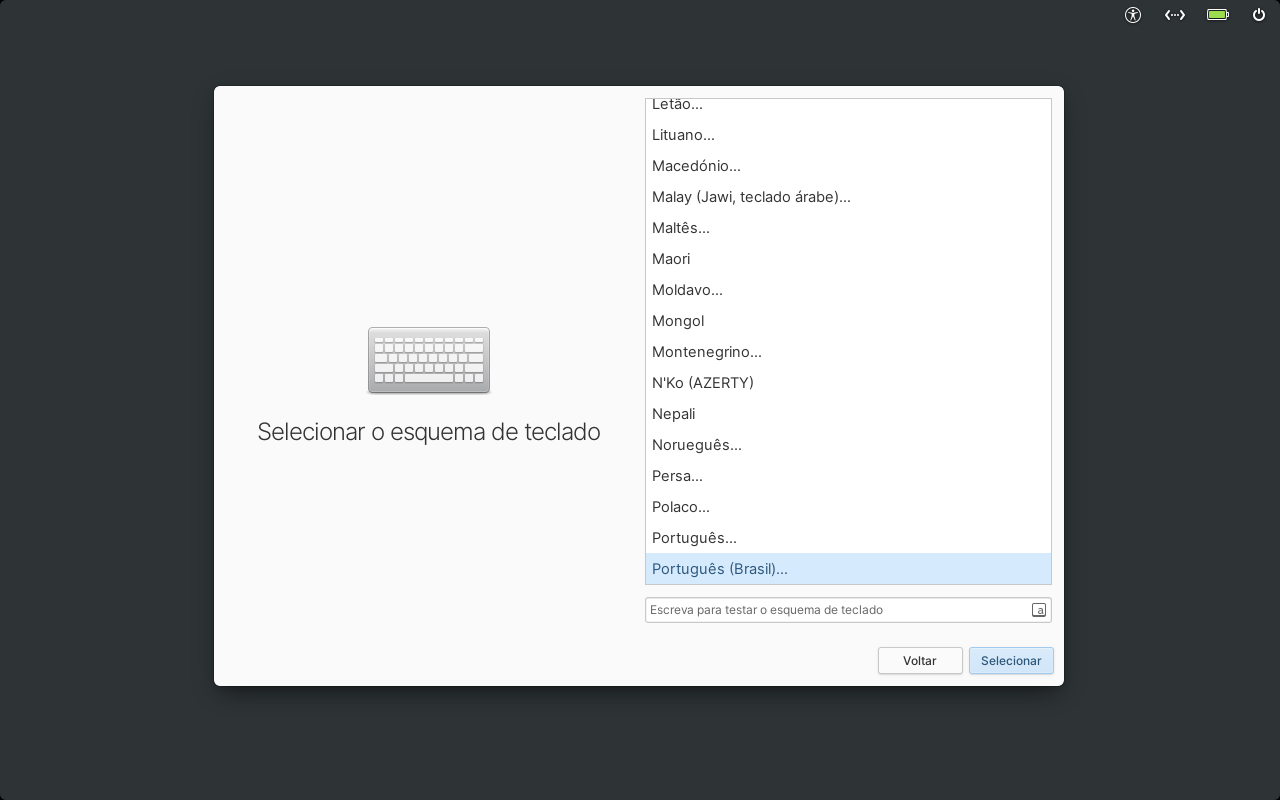 Selecionar o esquema de teclado
Letão...
Lituano...
Macedónio...
Malay (Jawi, teclado árabe)...
Maltês...
Maori
Moldavo...
Mongol
Montenegrino...
N'Ko (AZERTY)
Nepali
Norueguês...
Persa...
Polaco...
Português...
Português (Brasil)...
Escreva para testar o esquema de teclado
a
Voltar
Selecionar